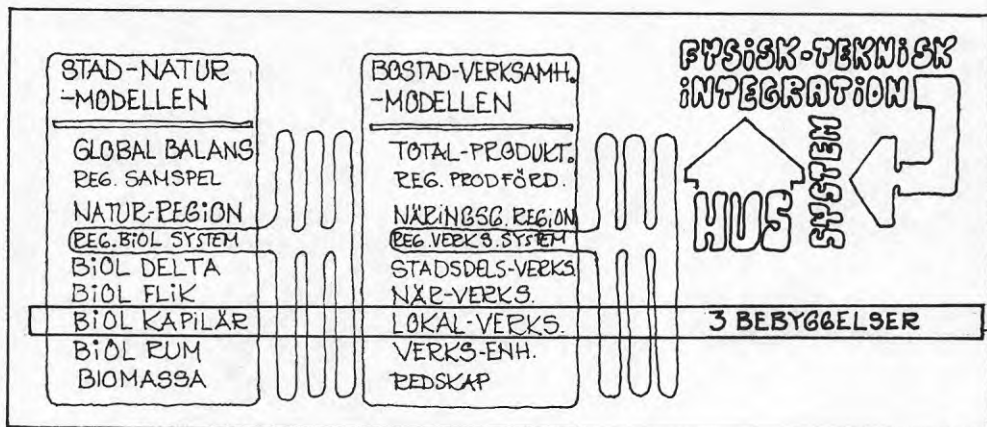 STAD-NATUR
-MODELLEN
GLOBAL BALANS
REG. SAMSPEL
NATUR-REGION
REG. BIOL SYSTEM
BIOL DELTA
BIOL FLIK
BIOL KAPILÄR
BIOL RUM
BIOMASSA
BOSTAD-VERKSAMH.
-MODELLEN
TOTAL-PRODUKT.
REG. PRODFÖRD.
NÄRINGSG. REGION
REG. VERKS. SYSTEM
STADSDELS-VERKS
NÄR-VERKS.
LOKAL-VERKS.
VERKS-ENH.
REDSKAP
FYSISK-TEKNISK
INTEGRATION
HUS
SYSTEM
3 BEBYGGELSER